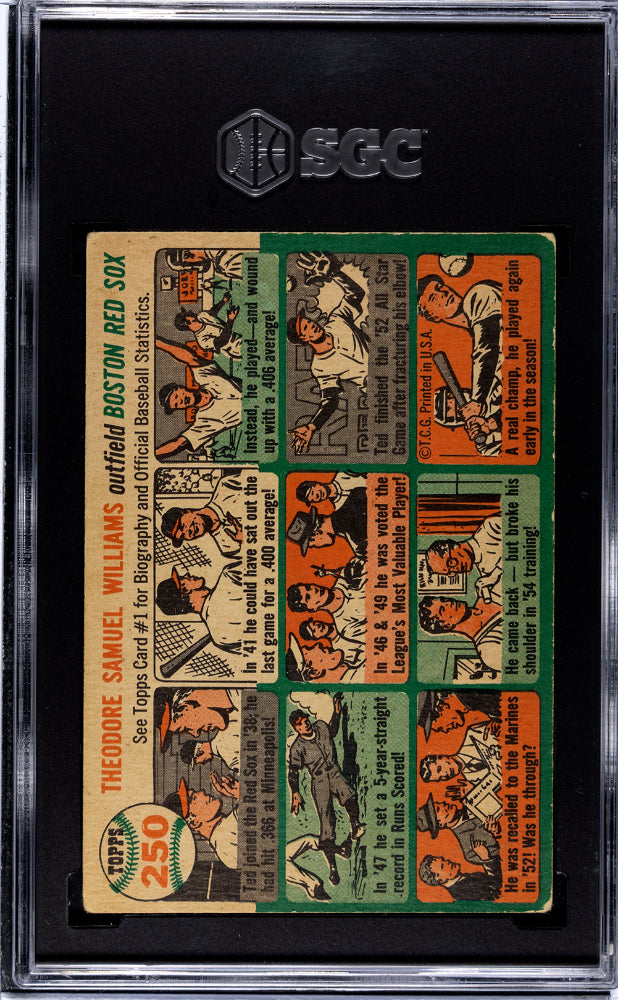 SGC
TOPPS
250
THEODORE SAMUEL WILLIAMS outfield BOSTON RED SOX
See Topps Card #1 for Biography and Official Baseball Statistics.
Ted joined the Red Sox in '38; he
had hit .366 at Minneapolis!
In '41 he could have sat out the
last game for a .400 average!
Instead, he played—and wound
up with a .406 average!
In '47 he set a 5-year-straight
record in Runs Scored!
In '46 & '49 he was voted the
League's Most Valuable Player!
Ted finished the '52 All Star
Game after fracturing his elbow!
He was recalled to the Marines
in '52! Was he through?
He came back — but broke his
shoulder in '54 training!
©T.C.G. Printed in U.S.A.
A real champ, he played again
early in the season!